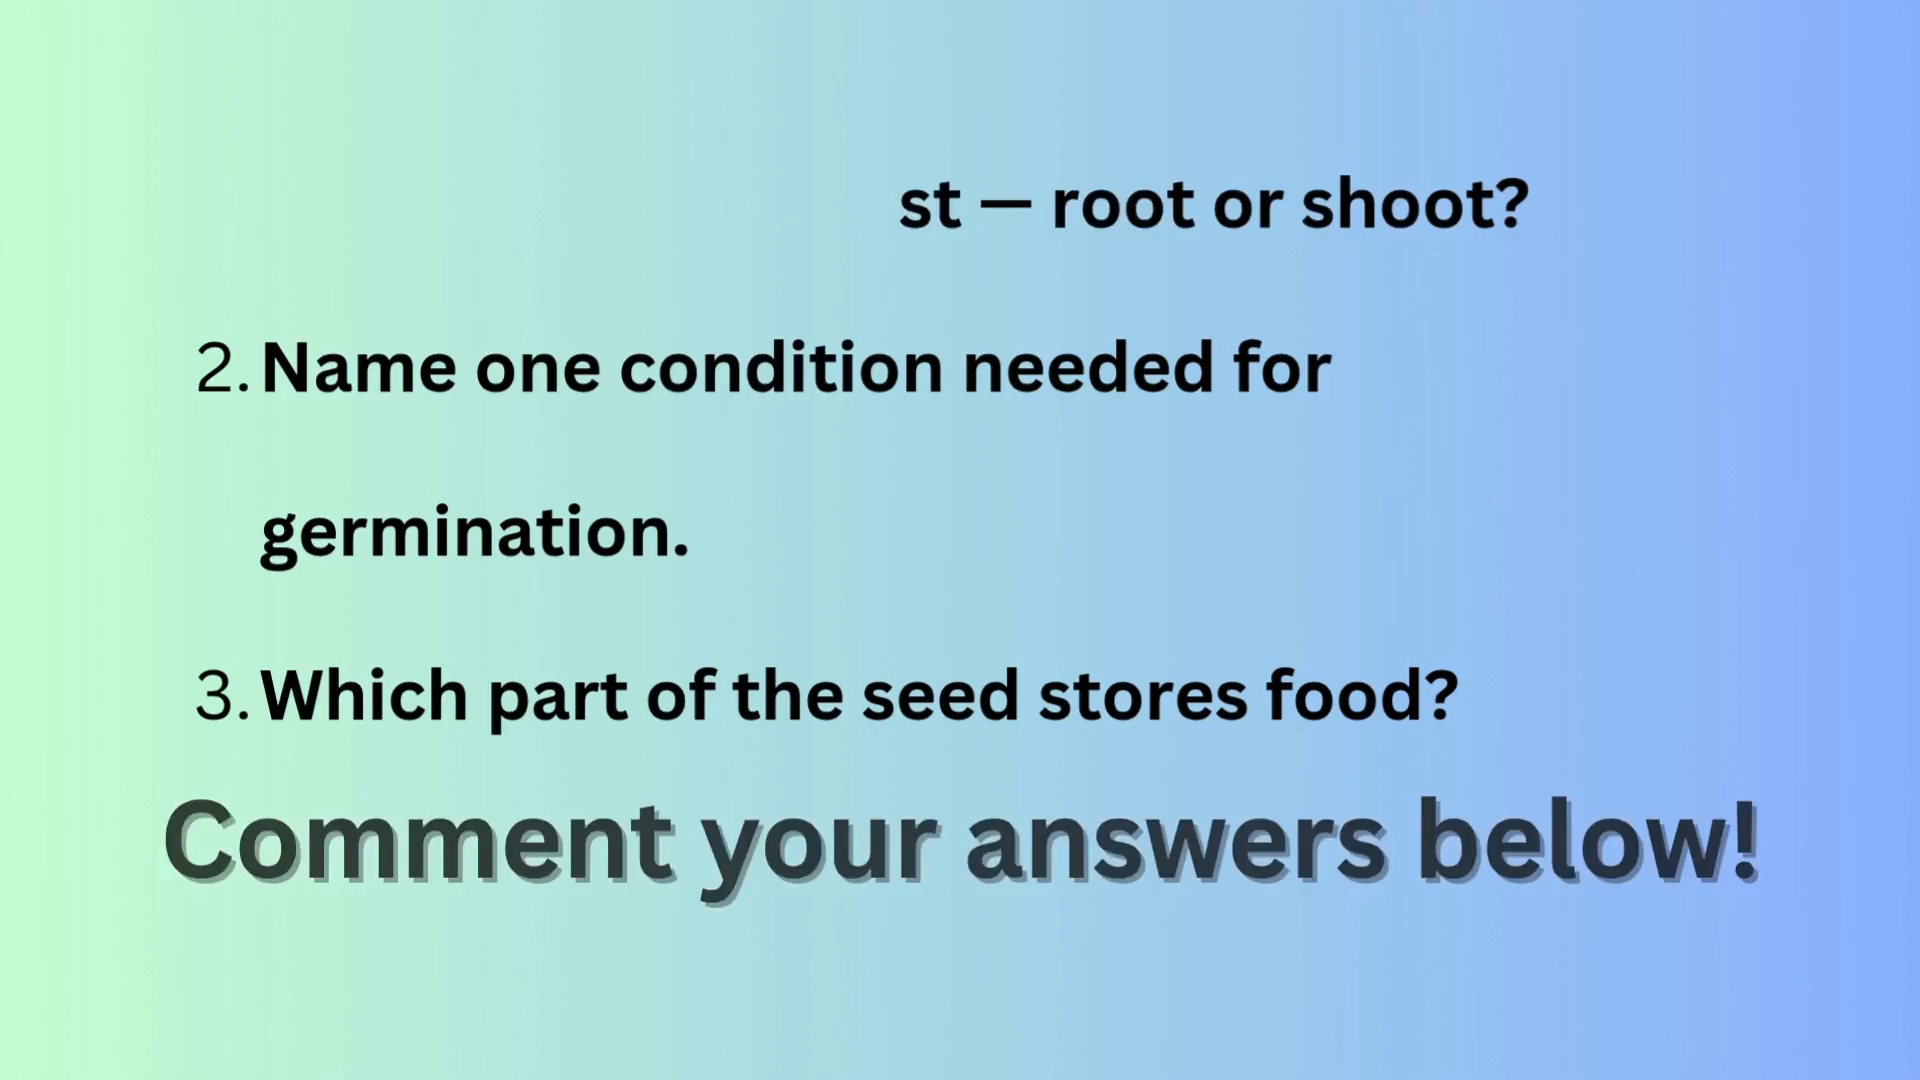 st — root or shoot?
2. Name one condition needed for
germination.
3. Which part of the seed stores food?
Comment your answers below!